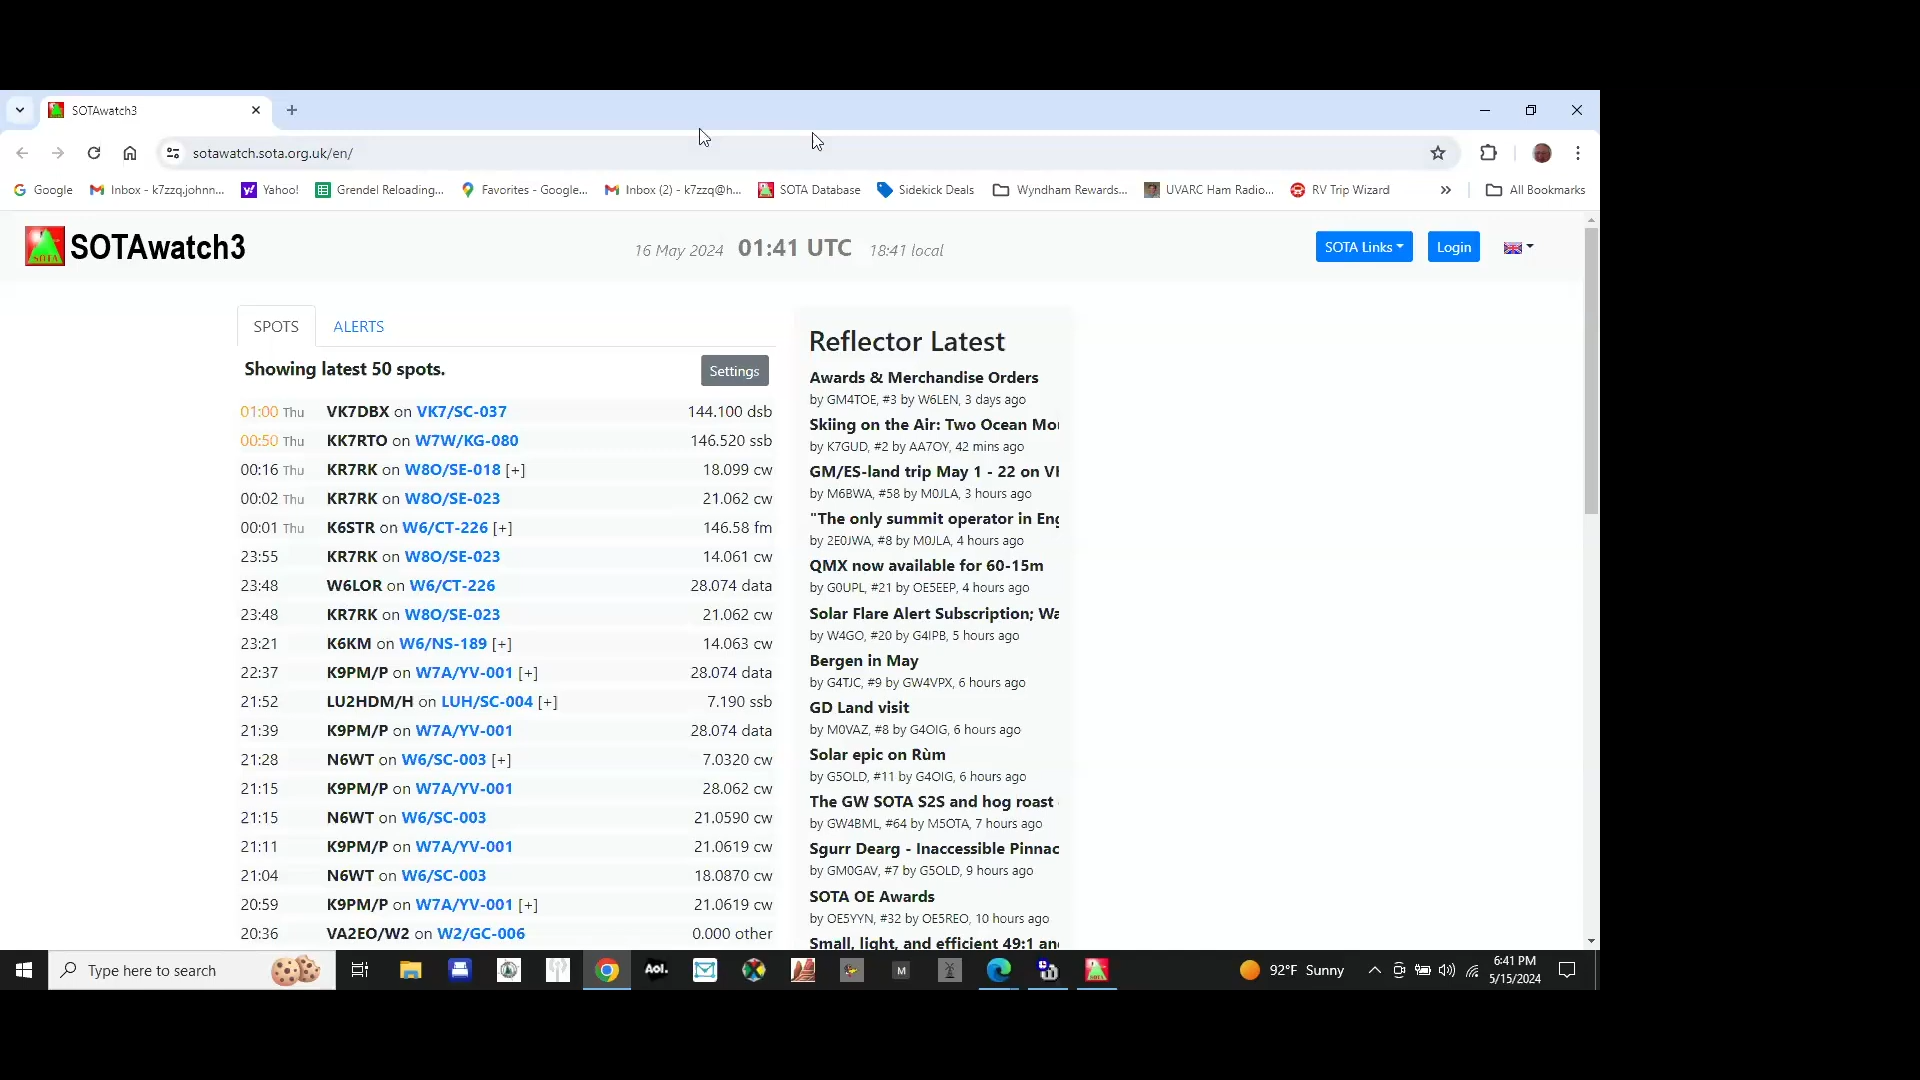 SOTAwatch3
sotawatch.sota.org.uk/en/
Google
Inbox - k7zzq.johnn...
Yahoo!
Grendel Reloading...
Favorites - Google...
Inbox (2) - k7zzq@h...
SOTA Database
Sidekick Deals
Wyndham Rewards...
UVARC Ham Radio...
RV Trip Wizard
»
All Bookmarks
SOTAwatch3
16 May 2024 01:41 UTC 18:41 local
SOTA Links
Login
SPOTS
ALERTS
Showing latest 50 spots.
Settings
01:00 Thu VK7DBX on VK7/SC-037 144.100 dsb
00:50 Thu KK7RTO on W7W/KG-080 146.520 ssb
00:16 Thu KR7RK on W8O/SE-018 [+] 18.099 cw
00:02 Thu KR7RK on W8O/SE-023 21.062 cw
00:01 Thu K6STR on W6/CT-226 [+] 146.58 fm
23:55 KR7RK on W8O/SE-023 14.061 cw
23:48 W6LOR on W6/CT-226 28.074 data
23:48 KR7RK on W8O/SE-023 21.062 cw
23:21 K6KM on W6/NS-189 [+] 14.063 cw
22:37 K9PM/P on W7A/YV-001 [+] 28.074 data
21:52 LU2HDM/H on LUH/SC-004 [+] 7.190 ssb
21:39 K9PM/P on W7A/YV-001 28.074 data
21:28 N6WT on W6/SC-003 [+] 7.0320 cw
21:15 K9PM/P on W7A/YV-001 28.062 cw
21:15 N6WT on W6/SC-003 21.0590 cw
21:11 K9PM/P on W7A/YV-001 21.0619 cw
21:04 N6WT on W6/SC-003 18.0870 cw
20:59 K9PM/P on W7A/YV-001 [+] 21.0619 cw
20:36 VA2EO/W2 on W2/GC-006 0.000 other
Reflector Latest
Awards & Merchandise Orders
by GM4TOE, #3 by W6LEN, 3 days ago
Skiing on the Air: Two Ocean Mo
by K7GUD, #2 by AA7OY, 42 mins ago
GM/ES-land trip May 1 - 22 on V
by M6BWA, #58 by M0JLA, 3 hours ago
"The only summit operator in Eng
by 2E0JWA, #8 by M0JLA, 4 hours ago
QMX now available for 60-15m
by G0UPL, #21 by OE5EEP, 4 hours ago
Solar Flare Alert Subscription; Wa
by W4GO, #20 by G4IPB, 5 hours ago
Bergen in May
by G4TJC, #9 by GW4VPX, 6 hours ago
GD Land visit
by M0VAZ, #8 by G4OIG, 6 hours ago
Solar epic on Rùm
by G5OLD, #11 by G4OIG, 6 hours ago
The GW SOTA S2S and hog roast
by GW4BML, #64 by M5OTA, 7 hours ago
Sgurr Dearg - Inaccessible Pinnac
by GM0GAV, #7 by G5OLD, 9 hours ago
SOTA OE Awards
by OE5YYN, #32 by OE5REO, 10 hours ago
Small, light, and efficient 49:1 an
Type here to search
Aol.
M
92°F Sunny
6:41 PM
5/15/2024